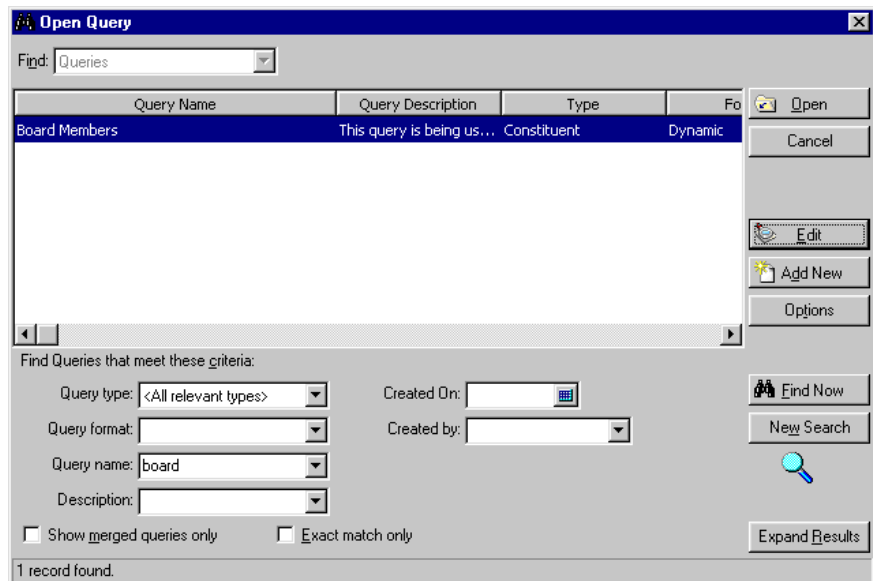 Open Query
Find: Queries
Query Name Query Description Type Fo
Board Members This query is being us... Constituent Dynamic
Open
Cancel
Edit
Add New
Options
Find Queries that meet these criteria:
Query type: <All relevant types> Created On:
Query format: Created by:
Query name: board
Description:
Show merged queries only Exact match only
Find Now
New Search
Expand Results
1 record found.